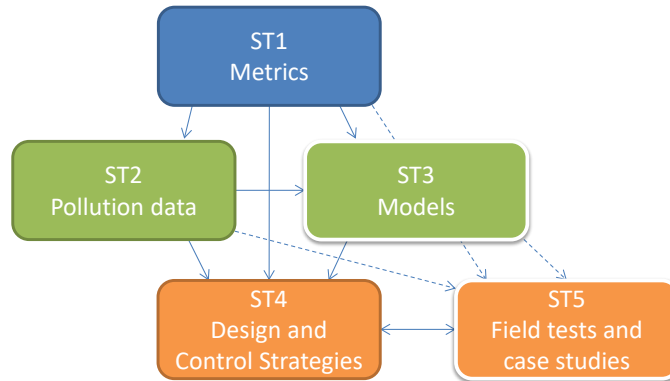 ST1
Metrics
ST2
Pollution data
ST3
Models
ST4
Design and
Control Strategies
ST5
Field tests and
case studies